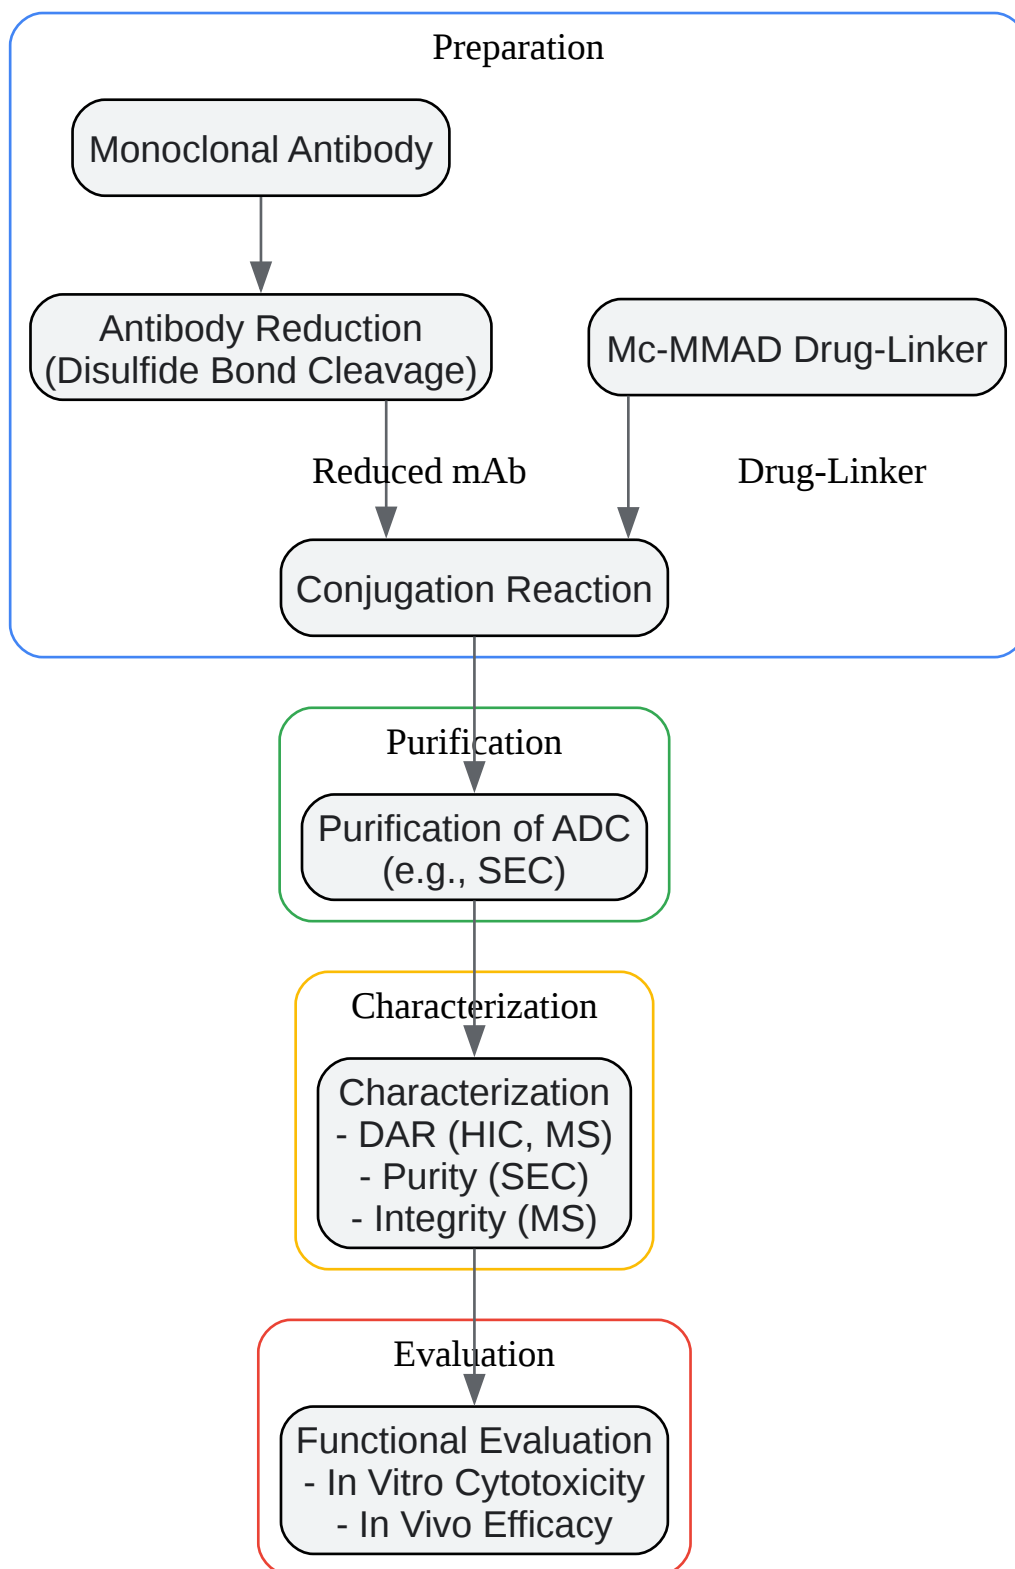 Preparation
Monoclonal Antibody
Antibody Reduction
(Disulfide Bond Cleavage)
Mc-MMAD Drug-Linker
Reduced mAb
Drug-Linker
Conjugation Reaction
Purification
Purification of ADC
(e.g., SEC)
Characterization
Characterization
- DAR (HIC, MS)
- Purity (SEC)
- Integrity (MS)
Evaluation
Functional Evaluation
- In Vitro Cytotoxicity
- In Vivo Efficacy